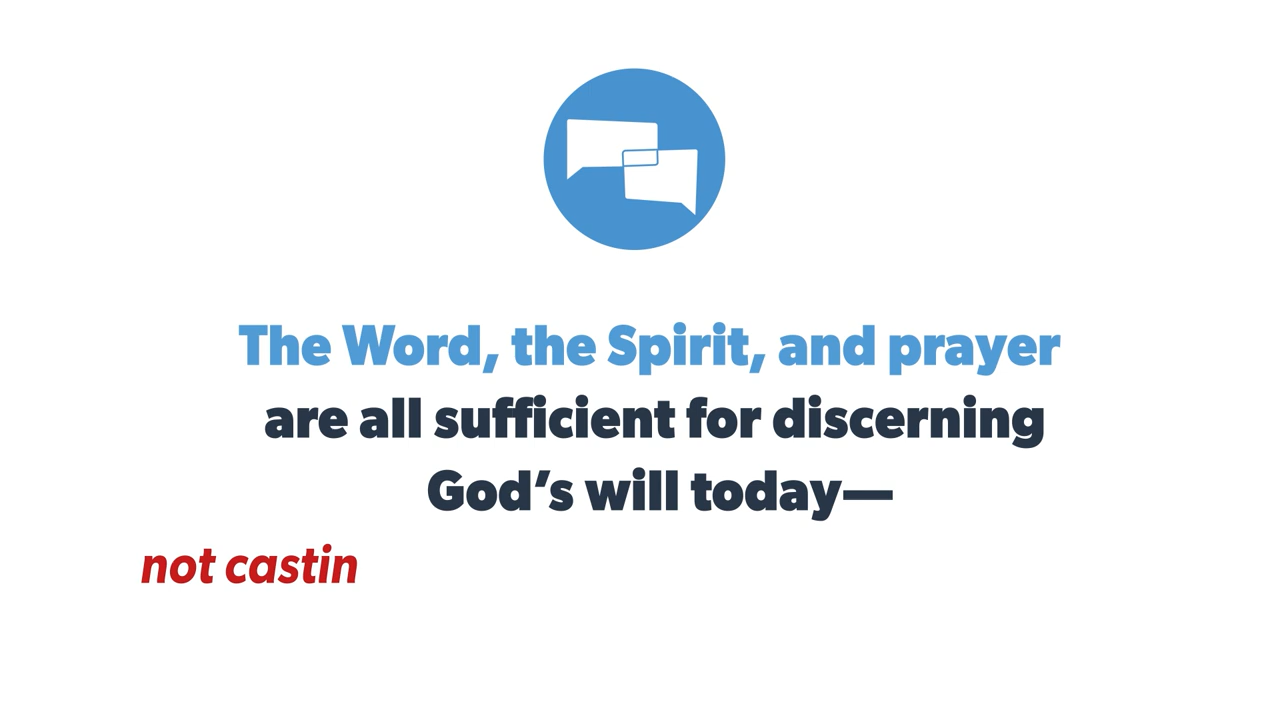 The Word, the Spirit, and prayer
are all sufficient for discerning
God’s will today—
not castin